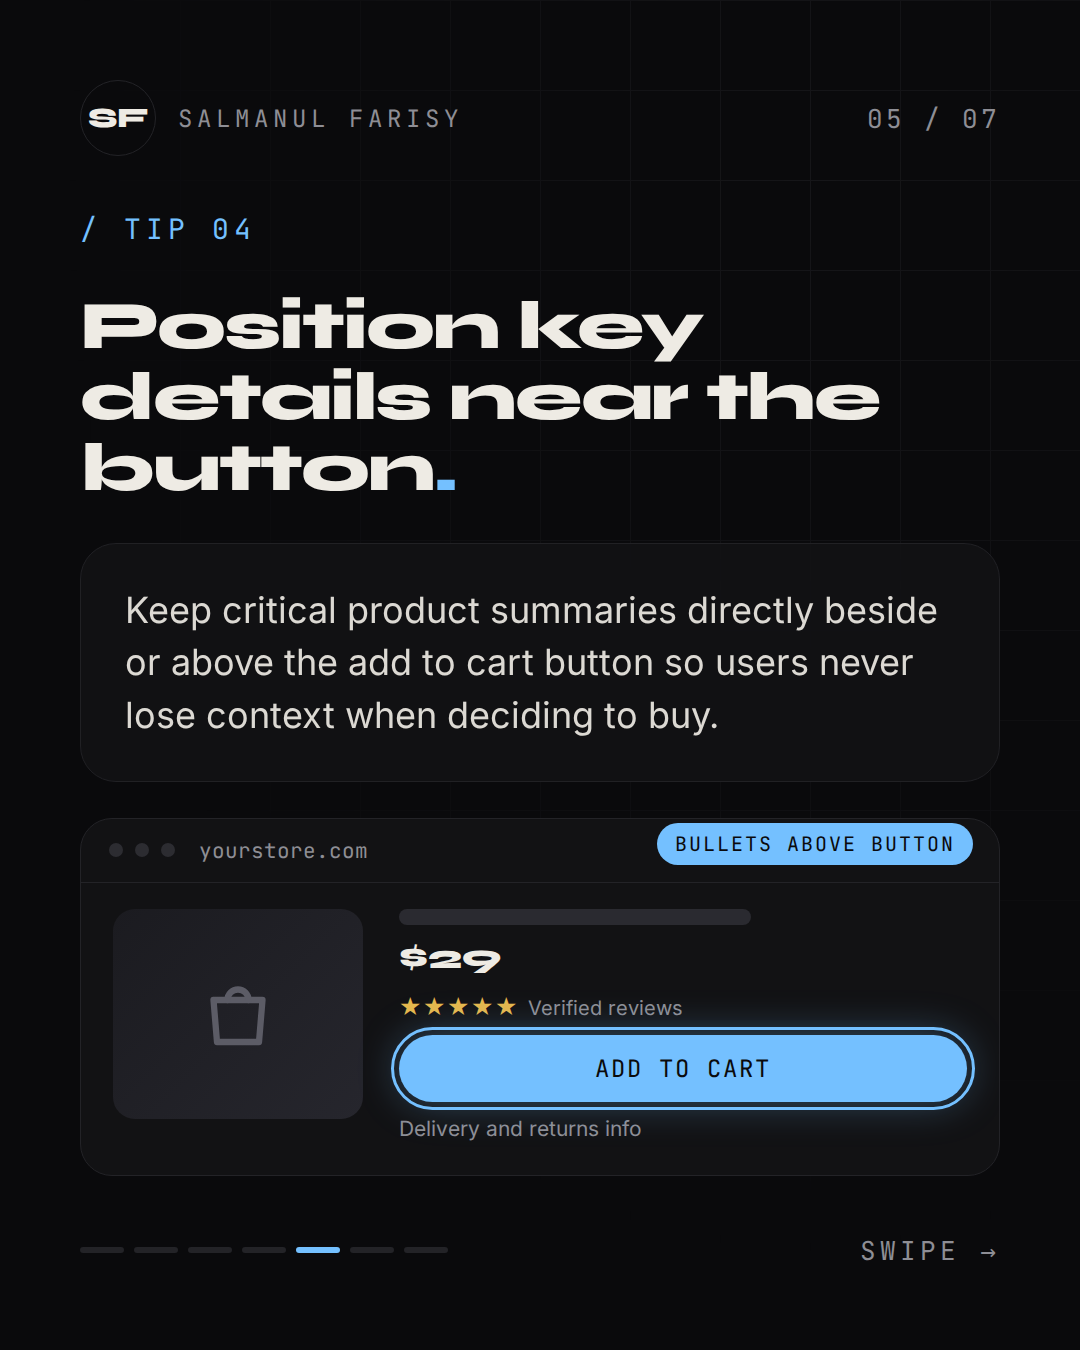 SF SALMANUL FARISY 05 / 07
/ TIP 04
Position key
details near the
button.
Keep critical product summaries directly beside
or above the add to cart button so users never
lose context when deciding to buy.
yourstore.com BULLETS ABOVE BUTTON
$29
★★★★★ Verified reviews
ADD TO CART
Delivery and returns info
SWIPE →